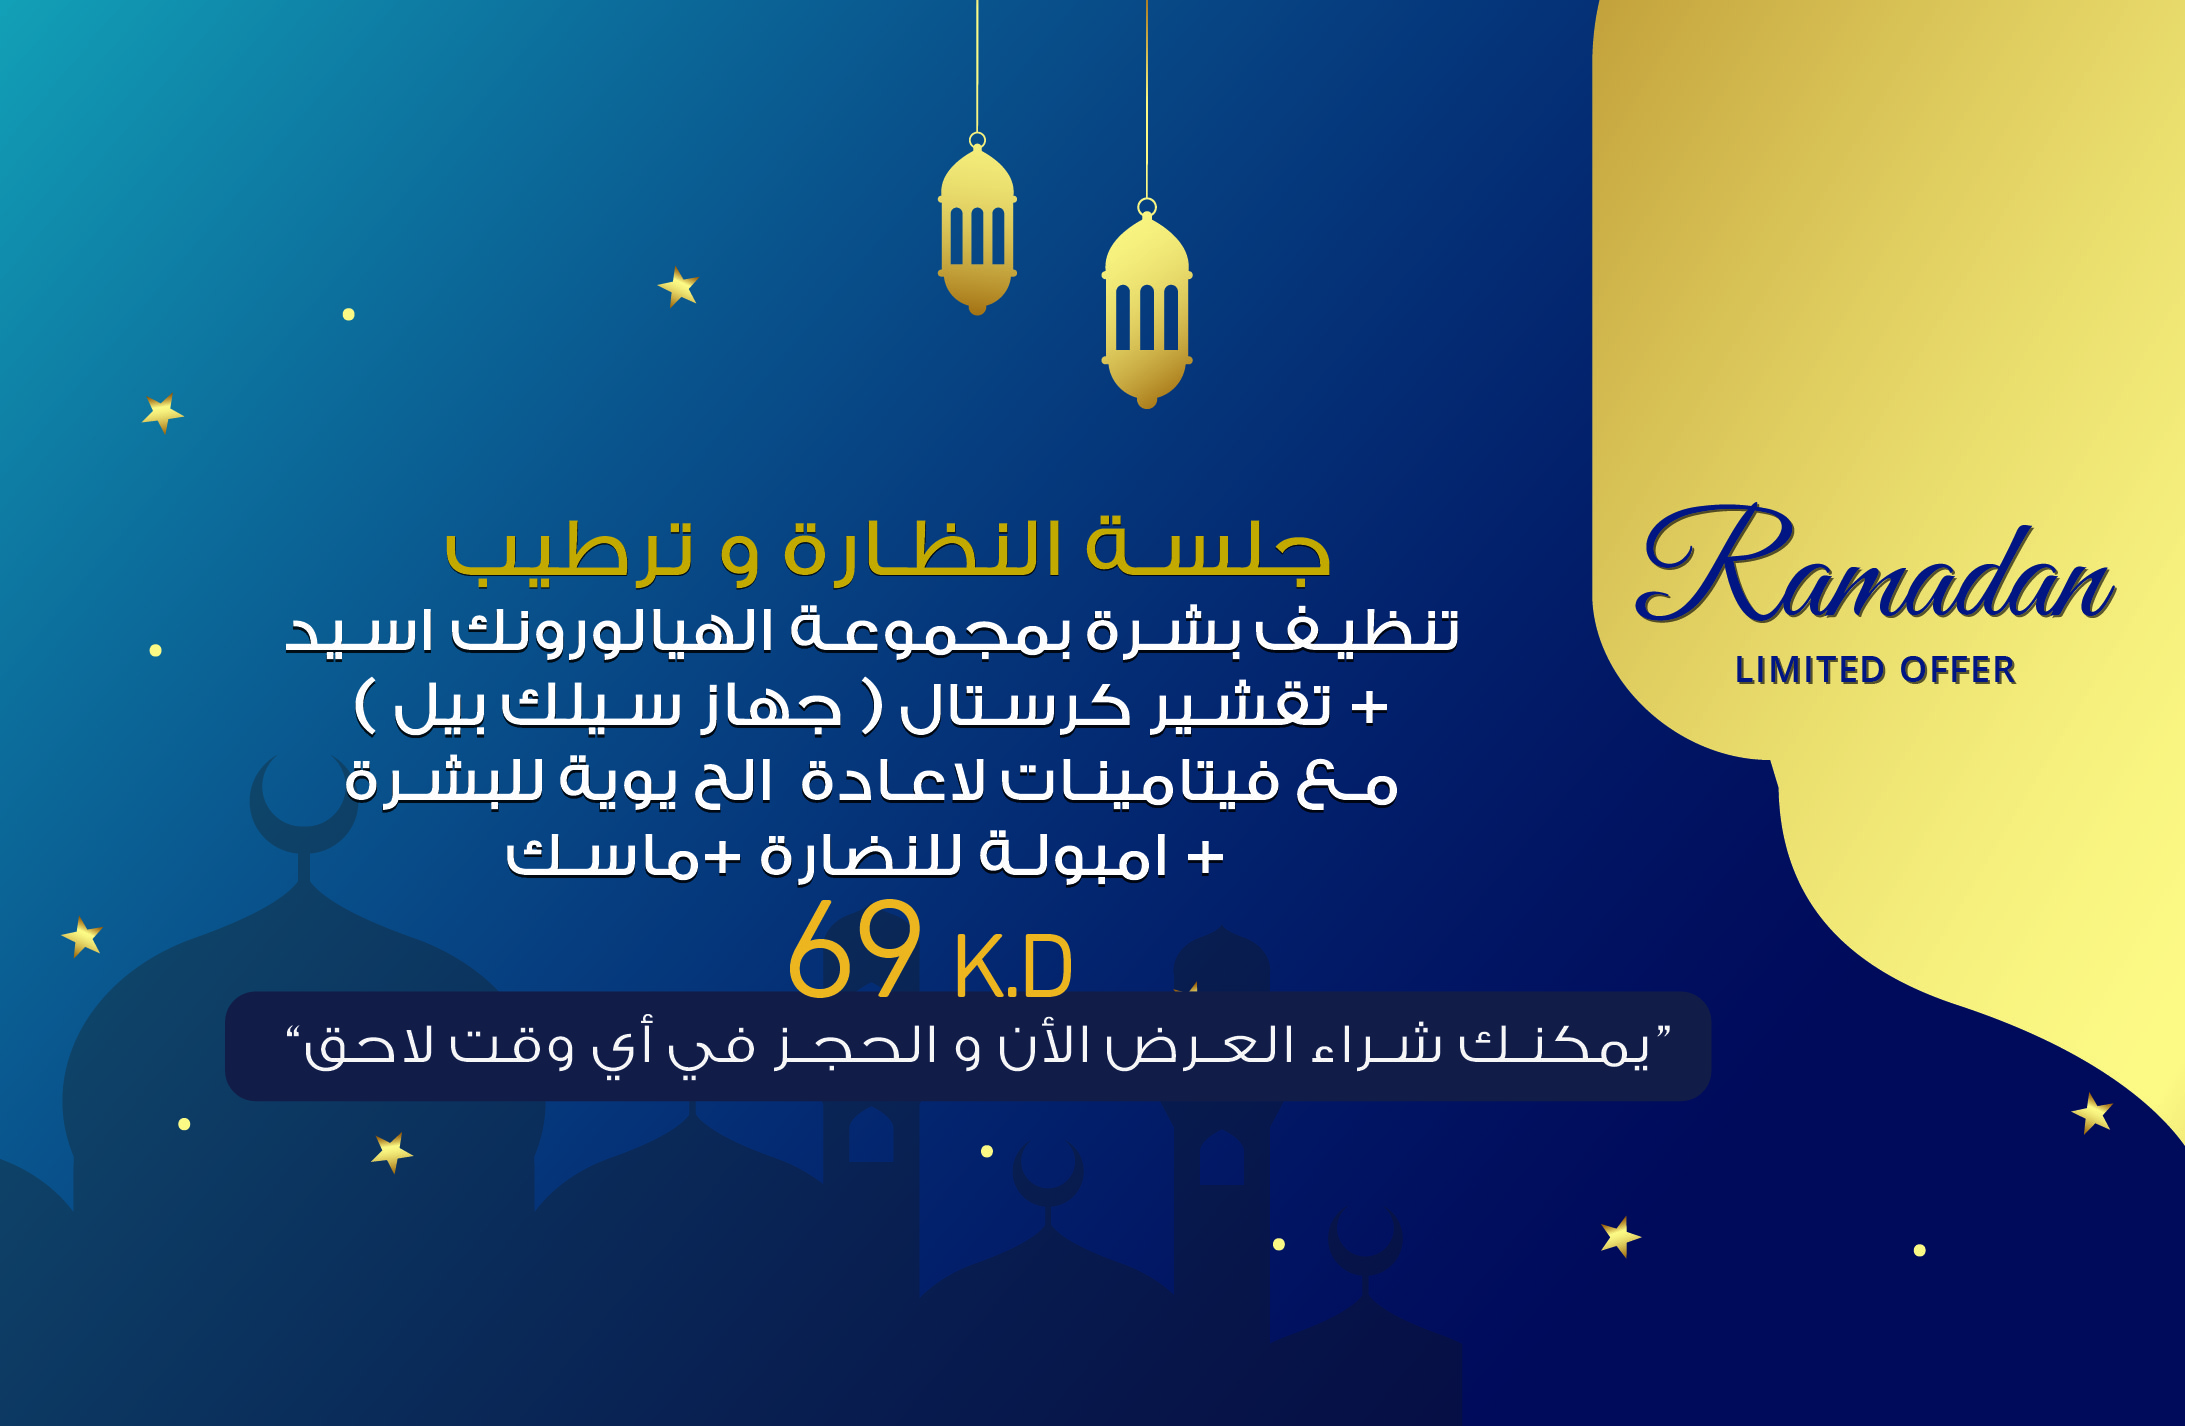 جلسة النظارة و ترطيب
تنظيف بشرة بمجموعة الهيالورونك اسيد
+ تقشير كرستال ( جهاز سيلك بيل )
مع فيتامينات لاعادة الح يوية للبشرة
+ امبولة للنضارة +ماسك
69 K.D
”يمكنك شراء العرض الأن و الحجز في أي وقت لاحق“
Ramadan
LIMITED OFFER